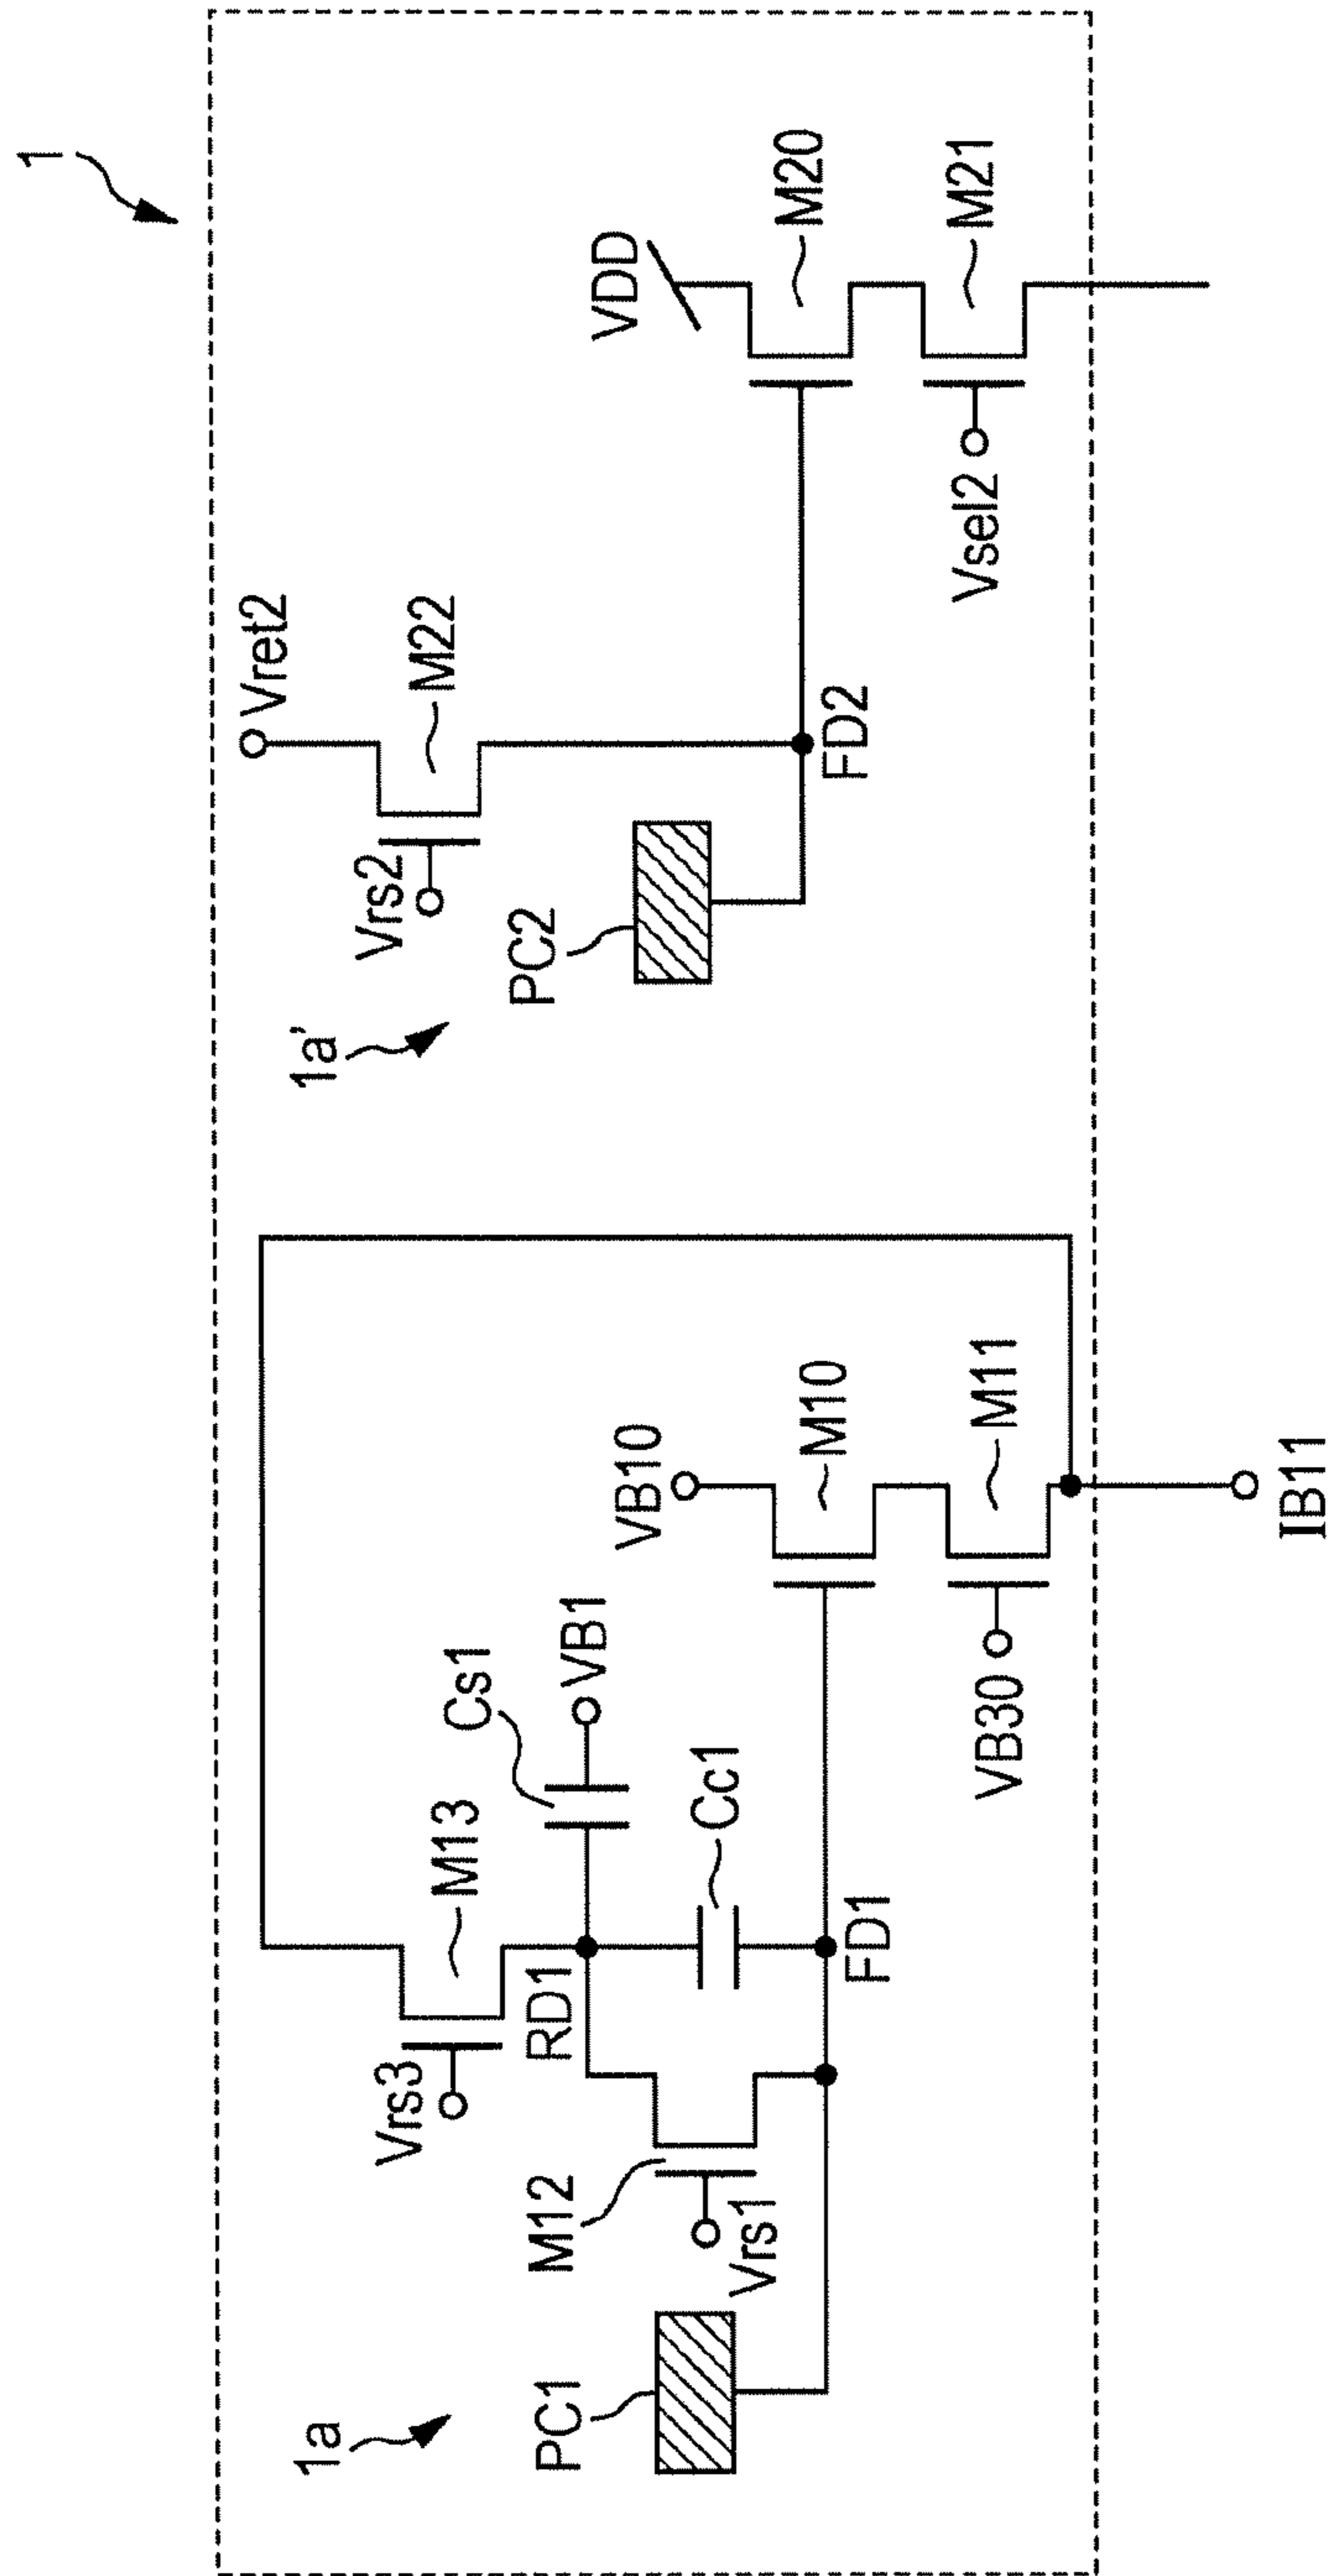 1
1a
1a'
PC1
M12
Vrs1
Vrs3
M13
RD1
Cs1
VB1
Cc1
FD1
VB10
M10
M11
VB30
IB11
Vret2
Vrs2
M22
PC2
FD2
VDD
M20
M21
Vsel2